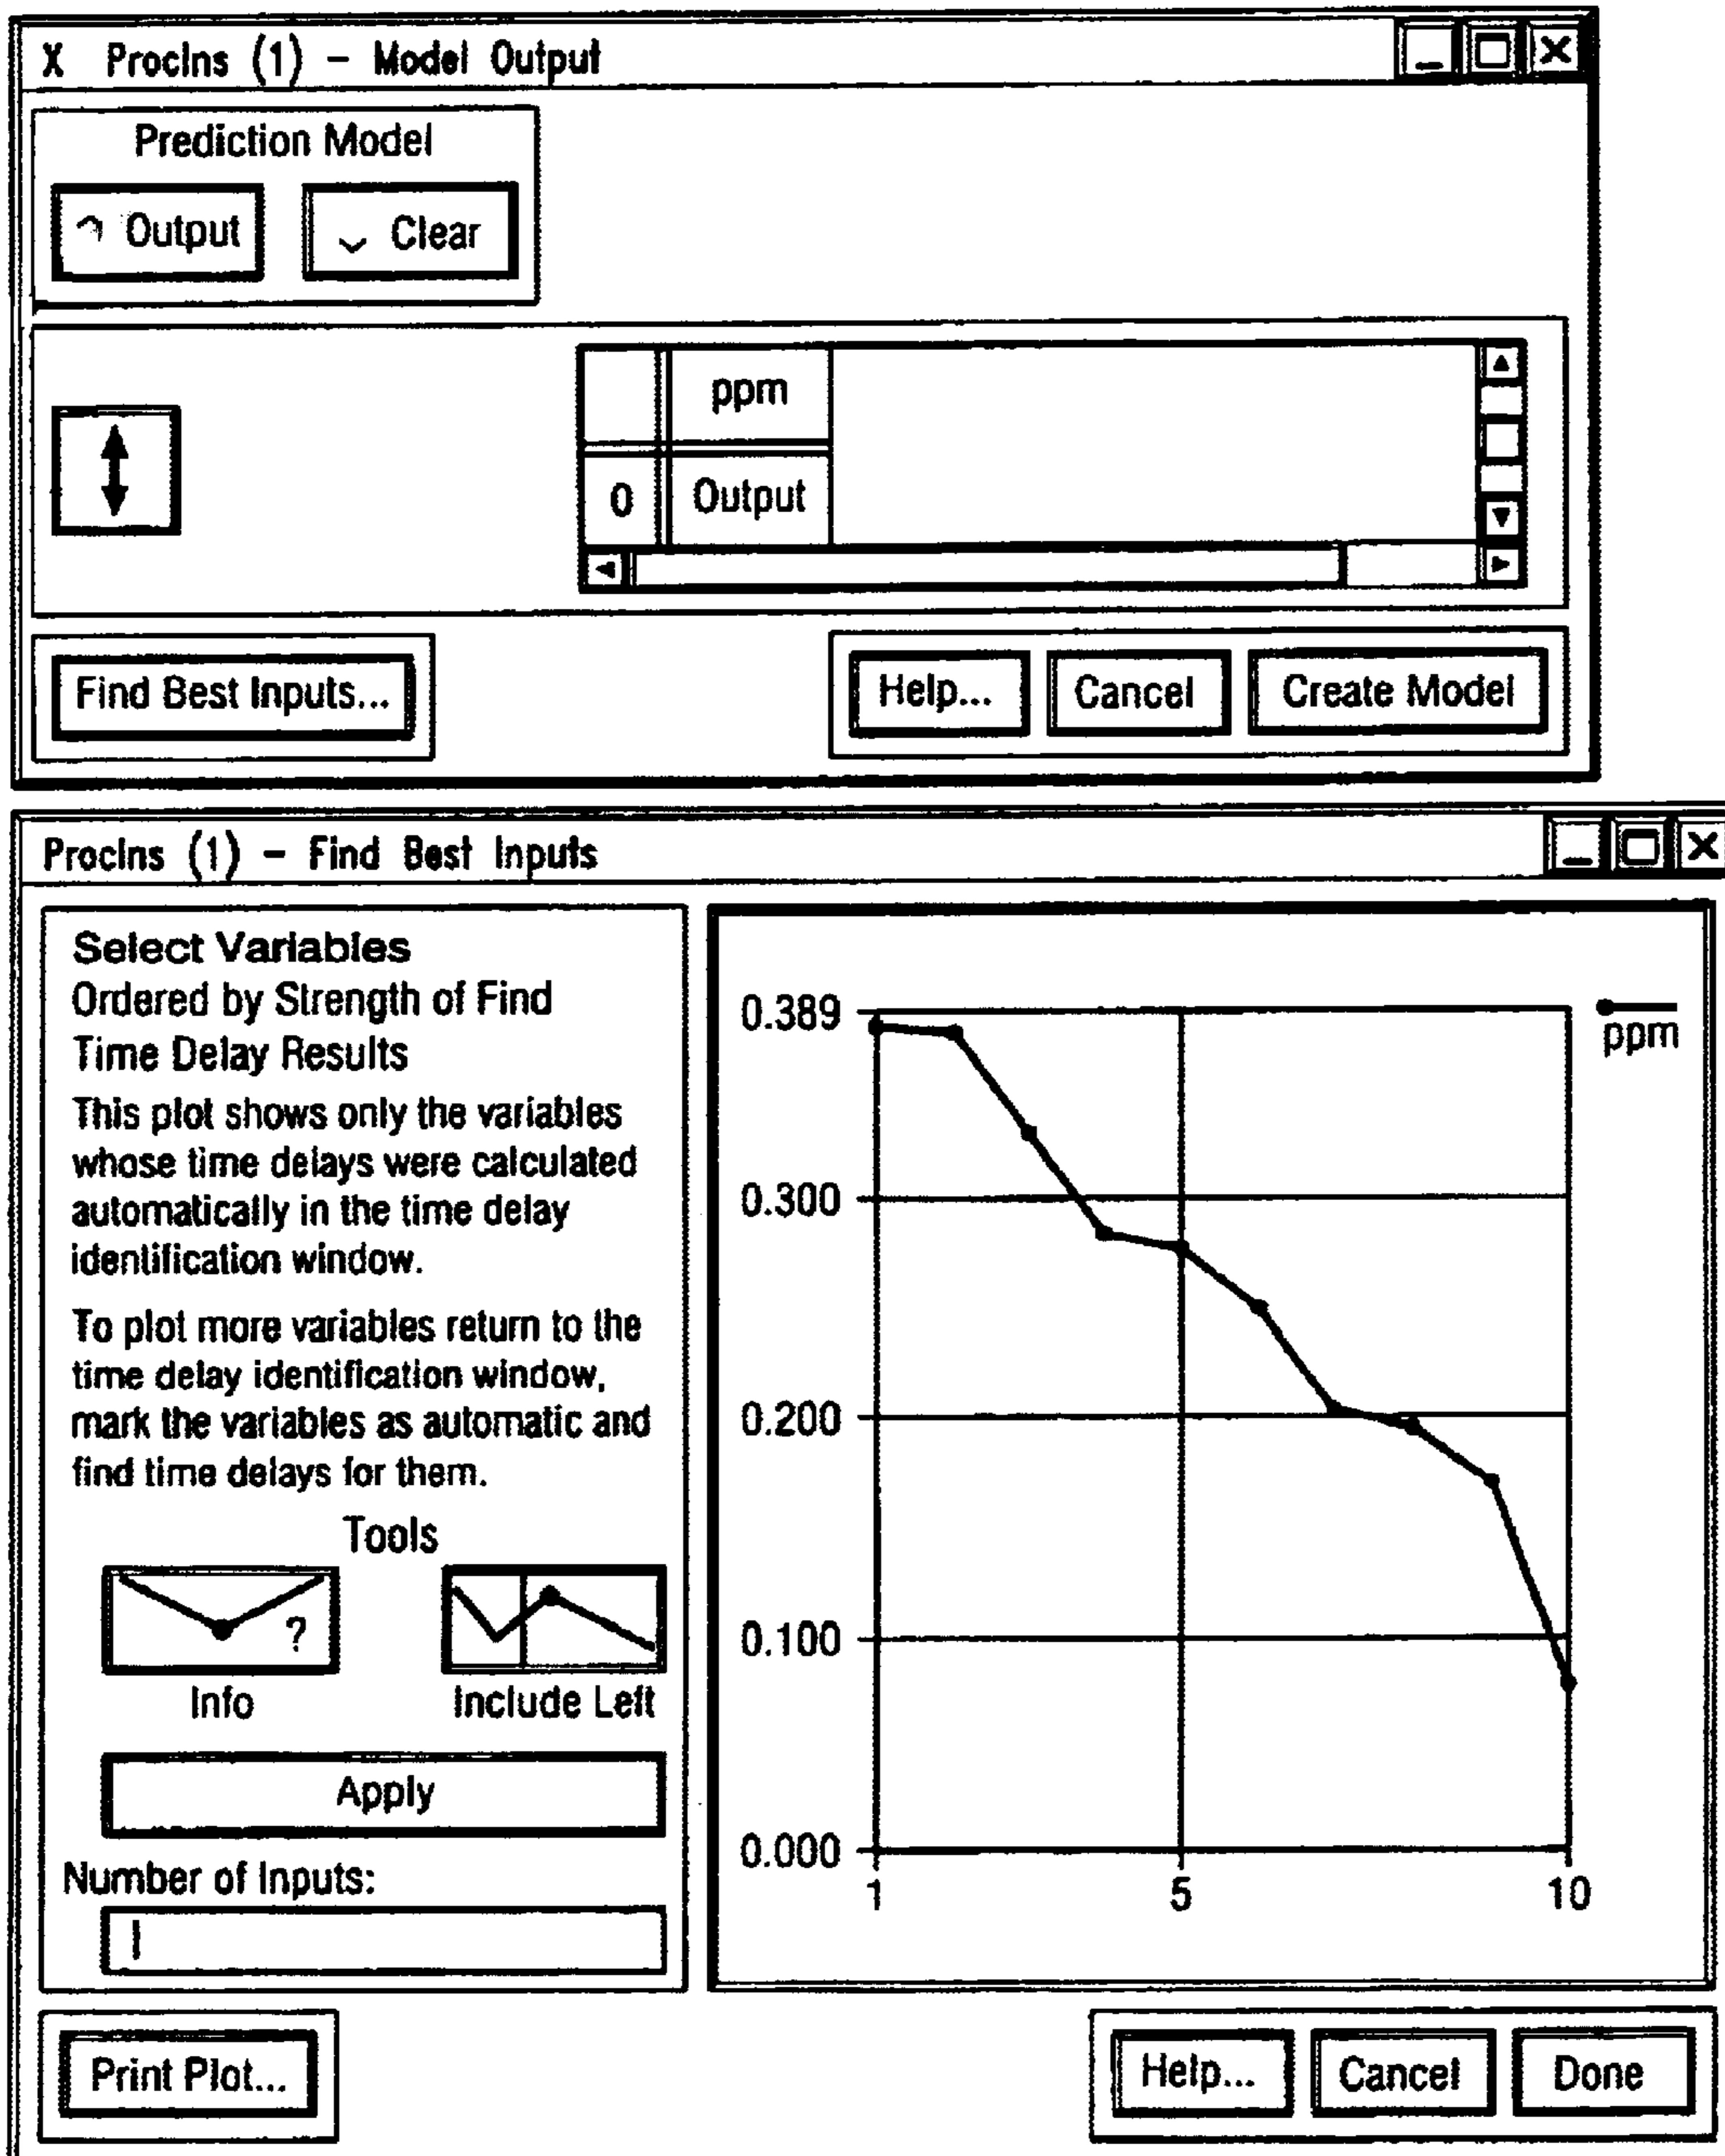 X ProcIns (1) - Model Output
Prediction Model
Output Clear
ppm
0 Output
Find Best Inputs... Help... Cancel Create Model
ProcIns (1) - Find Best Inputs
Select Variables
Ordered by Strength of Find
Time Delay Results
This plot shows only the variables
whose time delays were calculated
automatically in the time delay
identification window.
To plot more variables return to the
time delay identification window,
mark the variables as automatic and
find time delays for them.
Tools
?
Info Include Left
Apply
Number of Inputs:
0.389
ppm
0.300
0.200
0.100
0.000
1 5 10
Print Plot... Help... Cancel Done